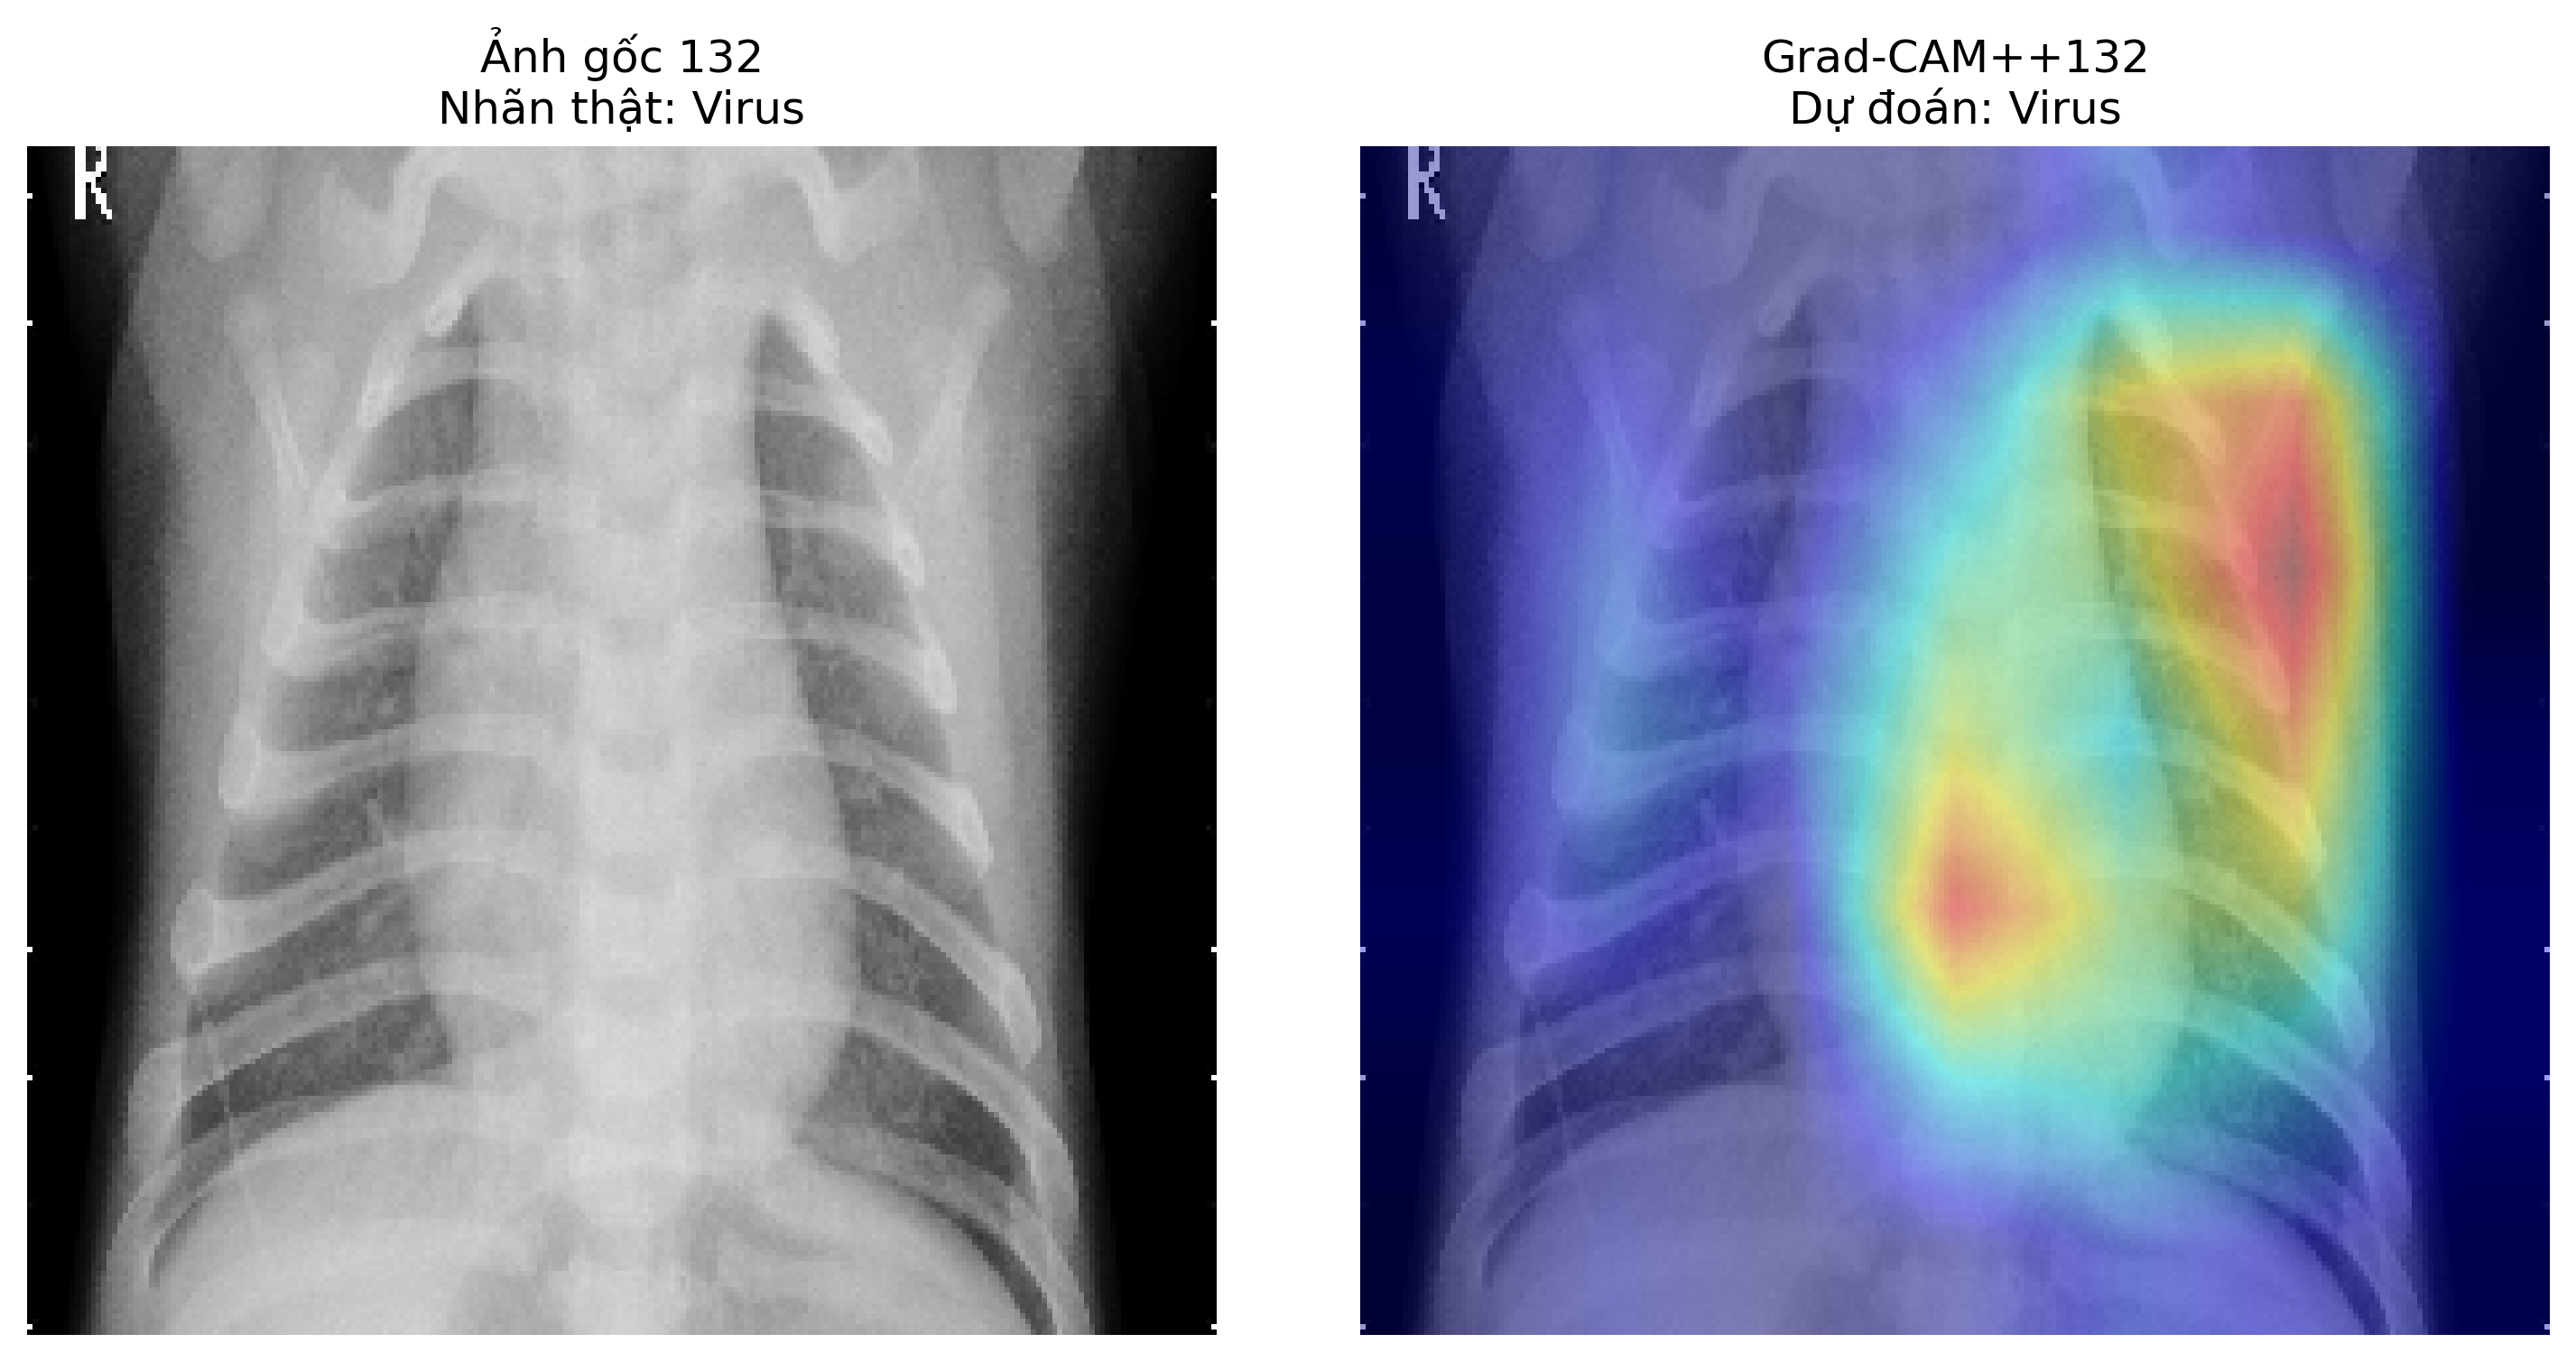 Ảnh gốc 132
Nhãn thật: Virus
R
Grad-CAM++132
Dự đoán: Virus
R